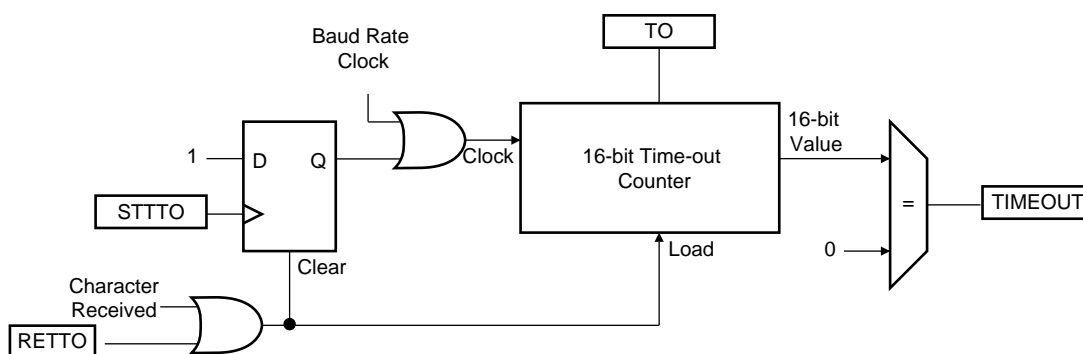 TO
Baud Rate
Clock
16-bit
Value
1
D
Q
Clock
16-bit Time-out
Counter
STTTO
=
TIMEOUT
0
Load
Clear
Character
Received
RETTO